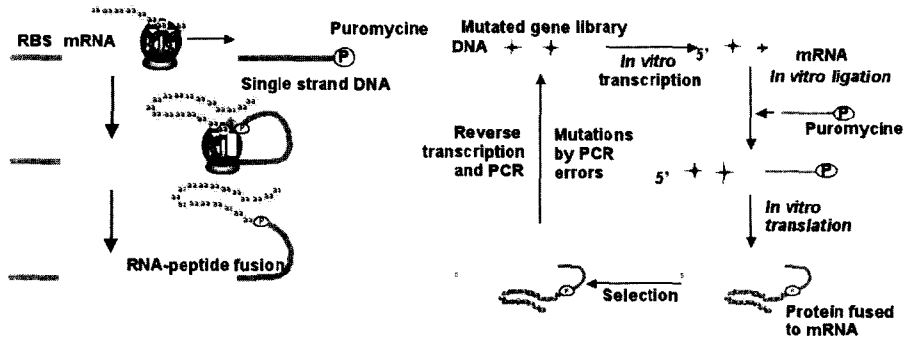 RBS mRNA
Puromycine
P
Single strand DNA
P
P
RNA-peptide fusion
Mutated gene library
DNA
In vitro
transcription
5'
mRNA
In vitro ligation
P
Puromycine
Reverse
transcription
and PCR
Mutations
by PCR
errors
5'
P
In vitro
translation
P
Selection
P
Protein fused
to mRNA